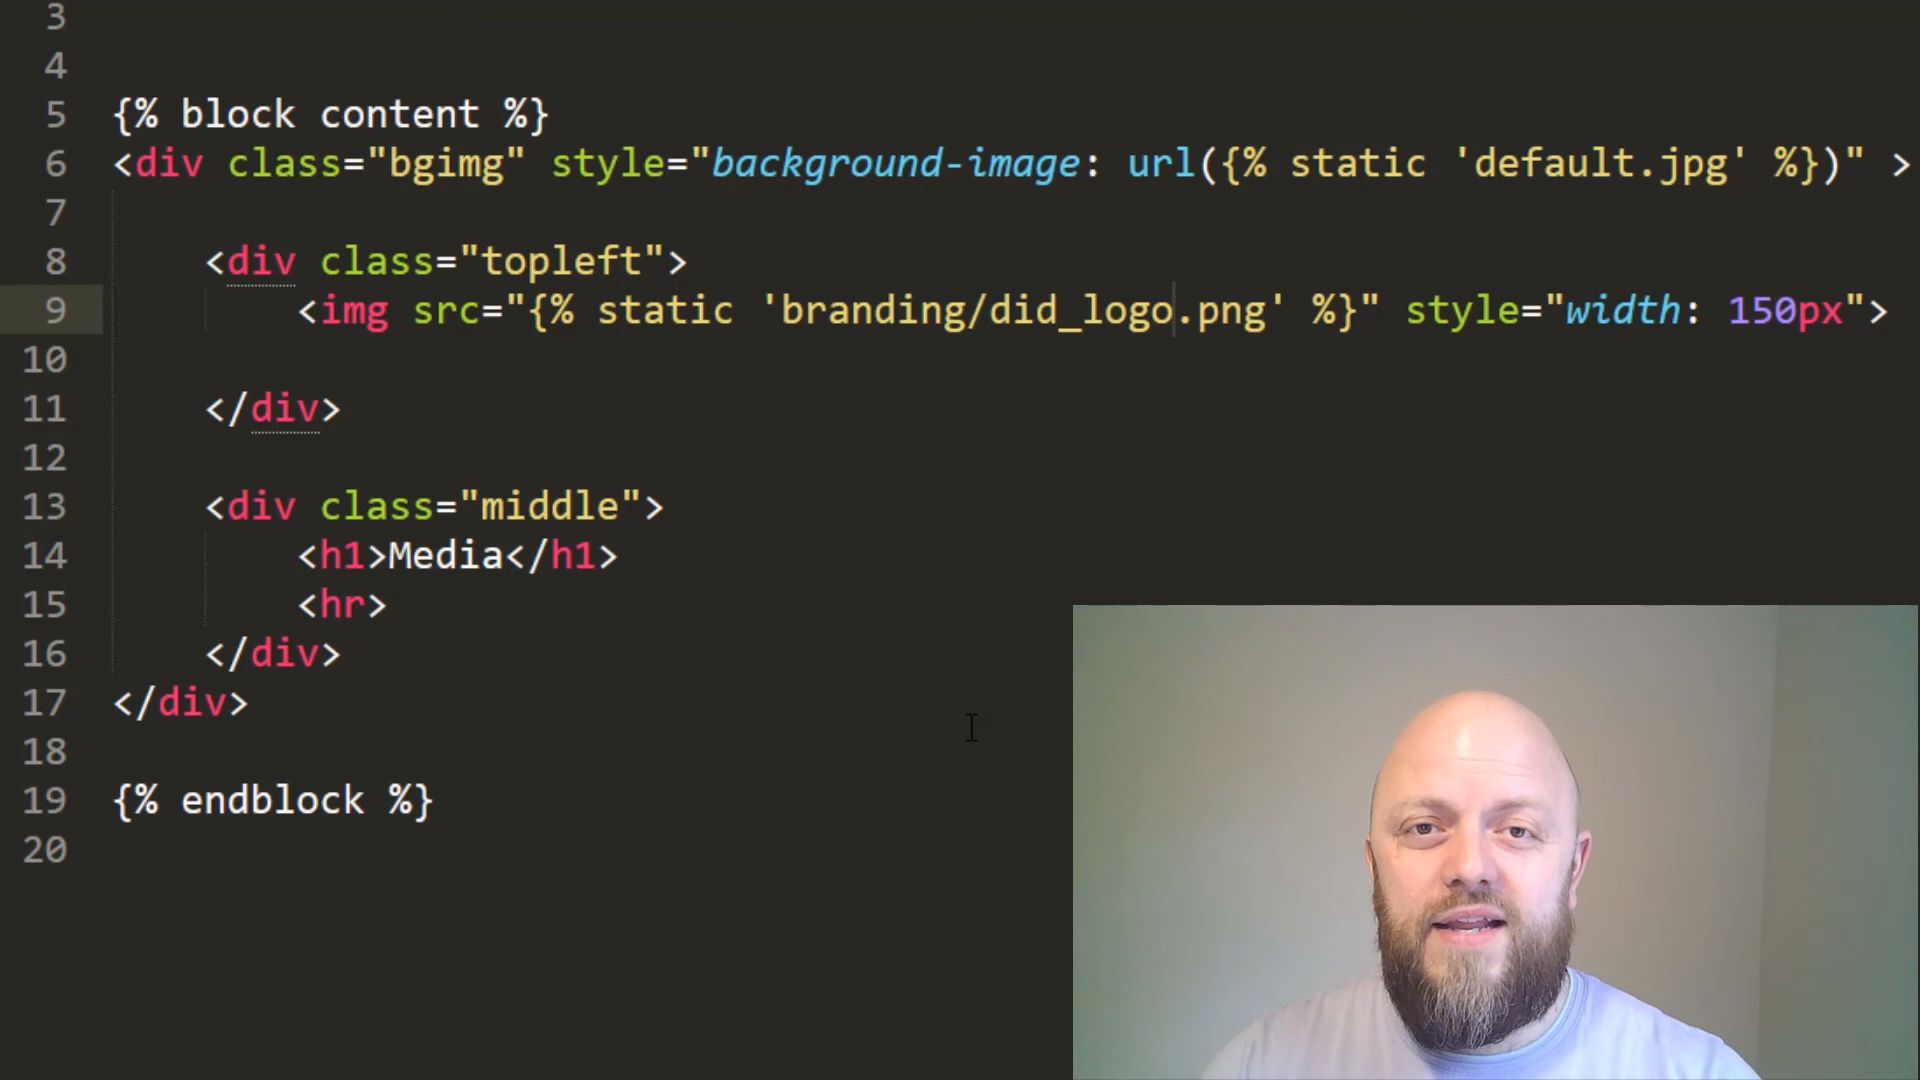 3
4
5 {% block content %}
6 <div class="bgimg" style="background-image: url({% static 'default.jpg' %})" >
7
8 <div class="topleft">
9 <img src="{% static 'branding/did_logo.png' %}" style="width: 150px">
10
11 </div>
12
13 <div class="middle">
14 <h1>Media</h1>
15 <hr>
16 </div>
17 </div>
18
19 {% endblock %}
20